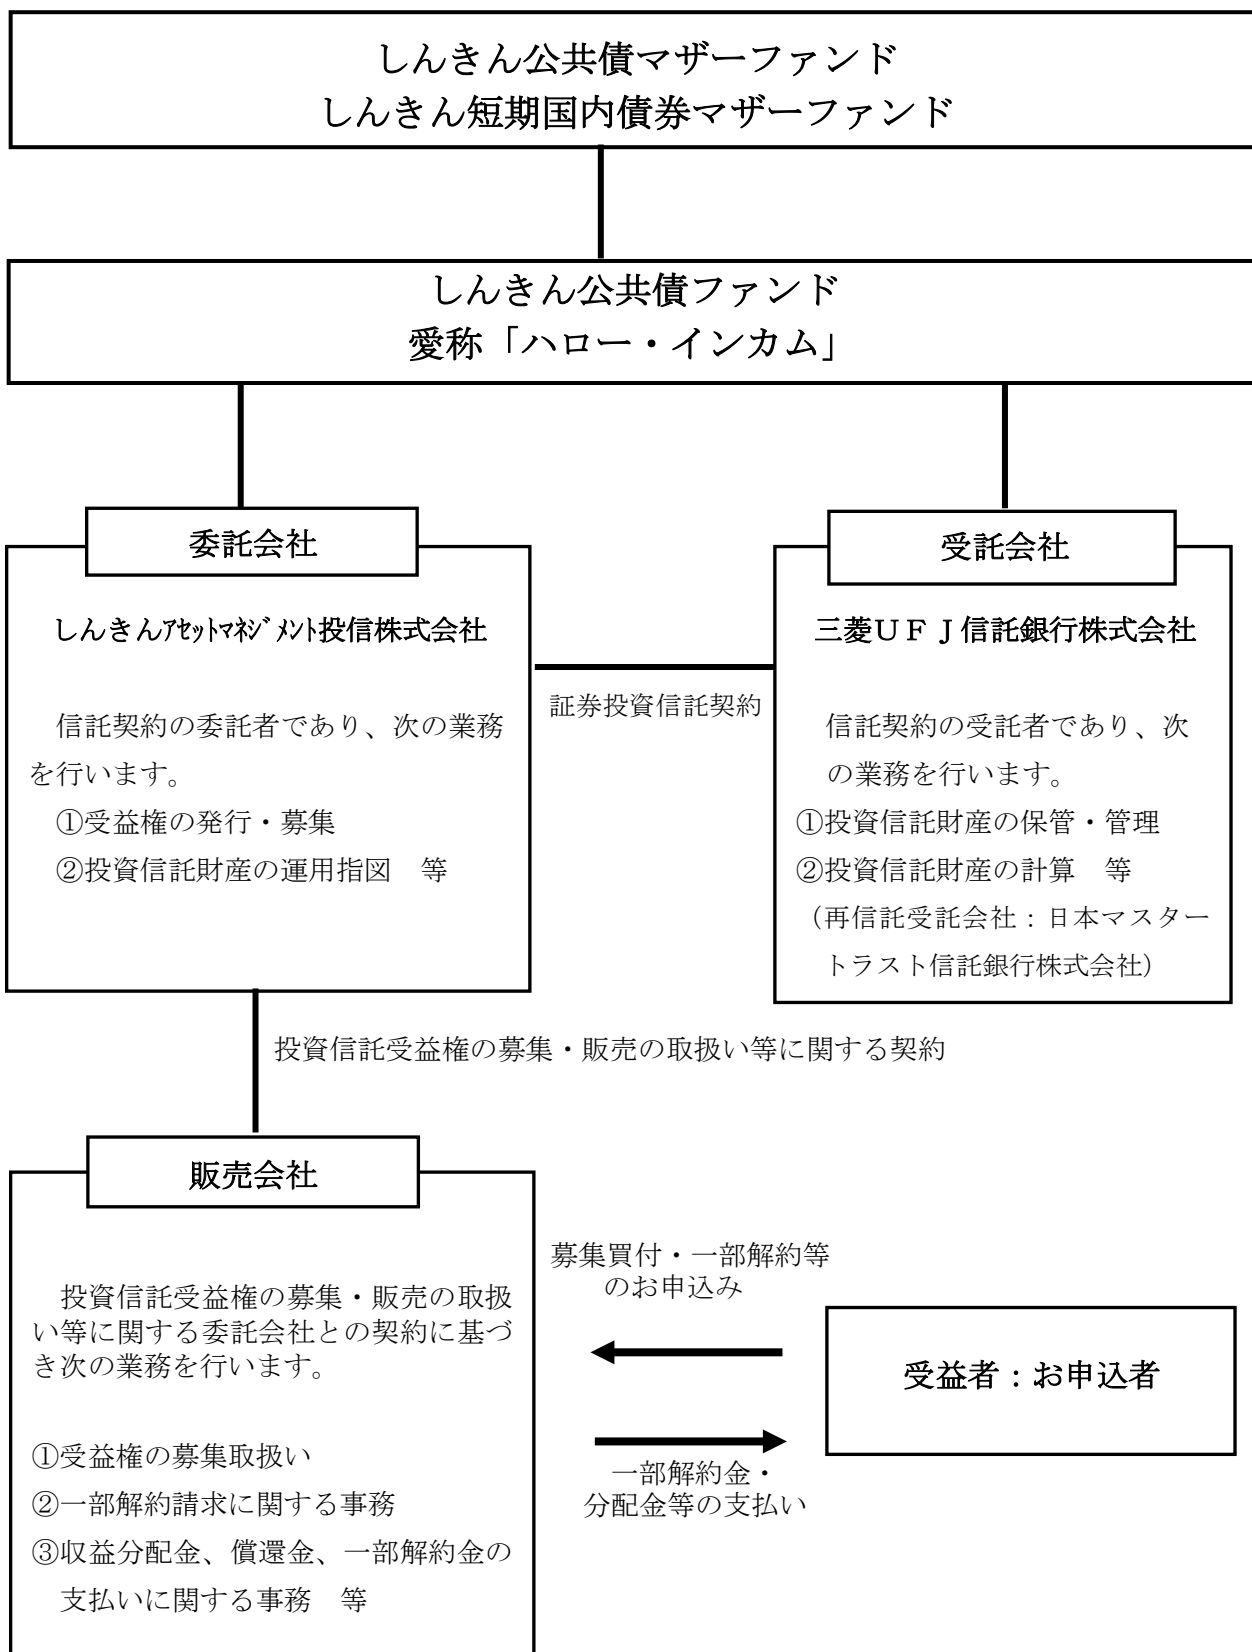 しんきん公共債マザーファンド
しんきん短期国内債券マザーファンド
しんきん公共債ファンド
愛称「ハロー・インカム」
委託会社
しんきんｱｾｯﾄﾏﾈｼﾞﾒﾝﾄ投信株式会社
信託契約の委託者であり、次の業務
を行います。
①受益権の発行・募集
②投資信託財産の運用指図　等
証券投資信託契約
受託会社
三菱ＵＦＪ信託銀行株式会社
信託契約の受託者であり、次
の業務を行います。
①投資信託財産の保管・管理
②投資信託財産の計算　等
（再信託受託会社：日本マスター
トラスト信託銀行株式会社）
投資信託受益権の募集・販売の取扱い等に関する契約
販売会社
投資信託受益権の募集・販売の取扱
い等に関する委託会社との契約に基づ
き次の業務を行います。
①受益権の募集取扱い
②一部解約請求に関する事務
③収益分配金、償還金、一部解約金の
支払いに関する事務　等
募集買付・一部解約等
のお申込み
一部解約金・
分配金等の支払い
受益者：お申込者